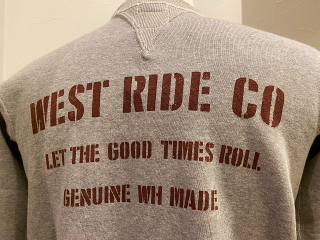 WEST RIDE CO
LET THE GOOD TIMES ROLL
GENUINE WH MADE